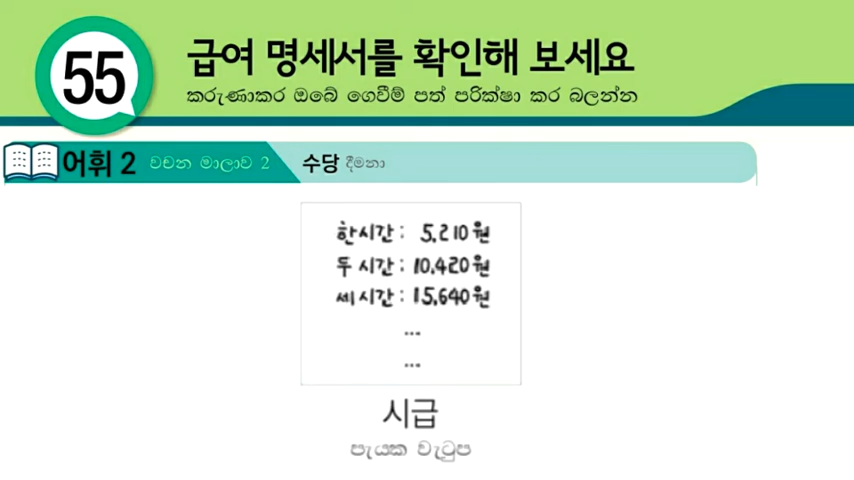 55
급여 명세서를 확인해 보세요
කරුණාකර ඔබේ ගෙවීම් පත් පරික්ෂා කර බලන්න
어휘 2 වචන මාලාව 2 수당 දීමනා
한시간 : 5,210원
두 시간 : 10,420원
세 시간 : 15,640원
...
...
시급
පැයක වැටුප